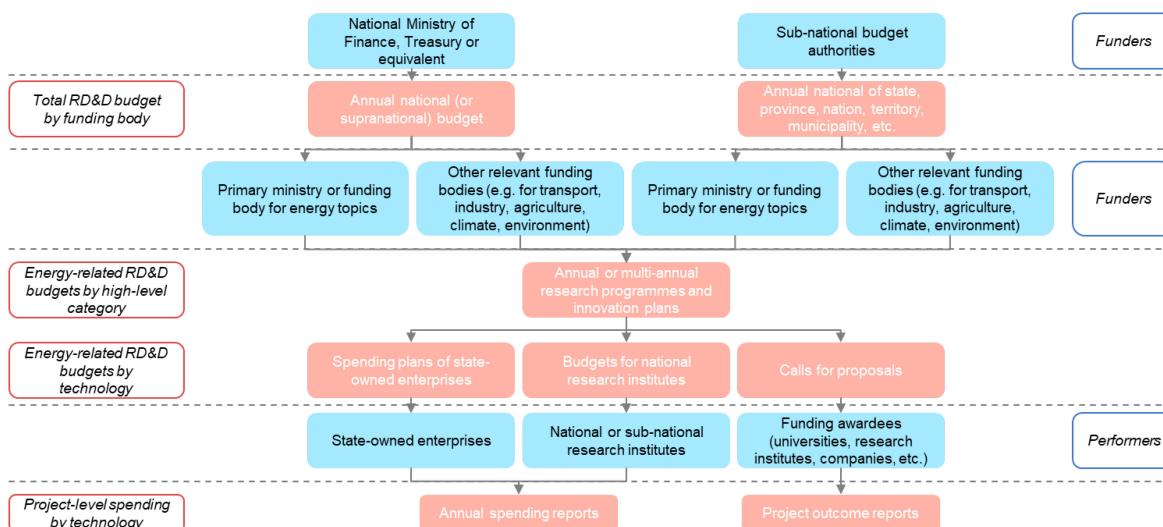 National Ministry of
Finance, Treasury or
equivalent
Sub-national budget
authorities
Funders
Total RD&D budget
by funding body
Annual national (or
supranational) budget
Annual national of state,
province, nation, territory,
municipality, etc.
Primary ministry or funding
body for energy topics
Other relevant funding
bodies (e.g. for transport,
industry, agriculture,
climate, environment)
Primary ministry or funding
body for energy topics
Other relevant funding
bodies (e.g. for transport,
industry, agriculture,
climate, environment)
Funders
Energy-related RD&D
budgets by high-level
category
Annual or multi-annual
research programmes and
innovation plans
Energy-related RD&D
budgets by
technology
Spending plans of state-
owned enterprises
Budgets for national
research institutes
Calls for proposals
State-owned enterprises
National or sub-national
research institutes
Funding awardees
(universities, research
institutes, companies, etc.)
Performers
Project-level spending
by technology
Annual spending reports
Project outcome reports